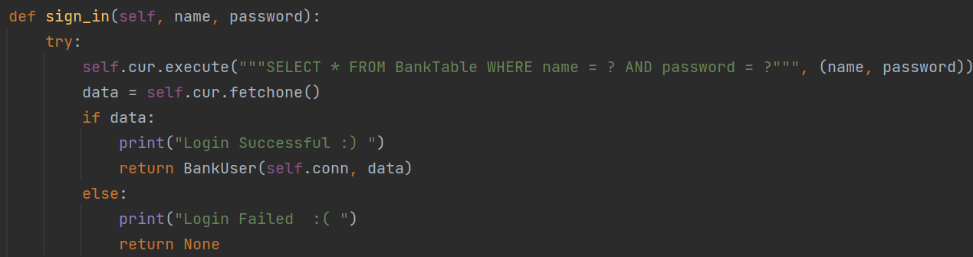 def sign_in(self, name, password):
    try:
        self.cur.execute("""SELECT * FROM BankTable WHERE name = ? AND password = ?""", (name, password))
        data = self.cur.fetchone()
        if data:
            print("Login Successful :) ")
            return BankUser(self.conn, data)
        else:
            print("Login Failed  :( ")
            return None